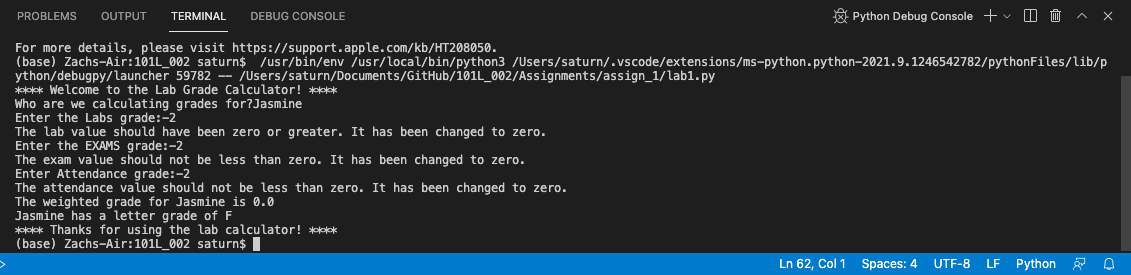 PROBLEMS OUTPUT TERMINAL DEBUG CONSOLE Python Debug Console
For more details, please visit https://support.apple.com/kb/HT208050.
(base) Zachs-Air:101L_002 saturn$  /usr/bin/env /usr/local/bin/python3 /Users/saturn/.vscode/extensions/ms-python.python-2021.9.1246542782/pythonFiles/lib/p
ython/debugpy/launcher 59782 -- /Users/saturn/Documents/GitHub/101L_002/Assignments/assign_1/lab1.py
**** Welcome to the Lab Grade Calculator! ****
Who are we calculating grades for?Jasmine
Enter the Labs grade:-2
The lab value should have been zero or greater. It has been changed to zero.
Enter the EXAMS grade:-2
The exam value should not be less than zero. It has been changed to zero.
Enter Attendance grade:-2
The attendance value should not be less than zero. It has been changed to zero.
The weighted grade for Jasmine is 0.0
Jasmine has a letter grade of F
**** Thanks for using the lab calculator! ****
(base) Zachs-Air:101L_002 saturn$
Ln 62, Col 1 Spaces: 4 UTF-8 LF Python